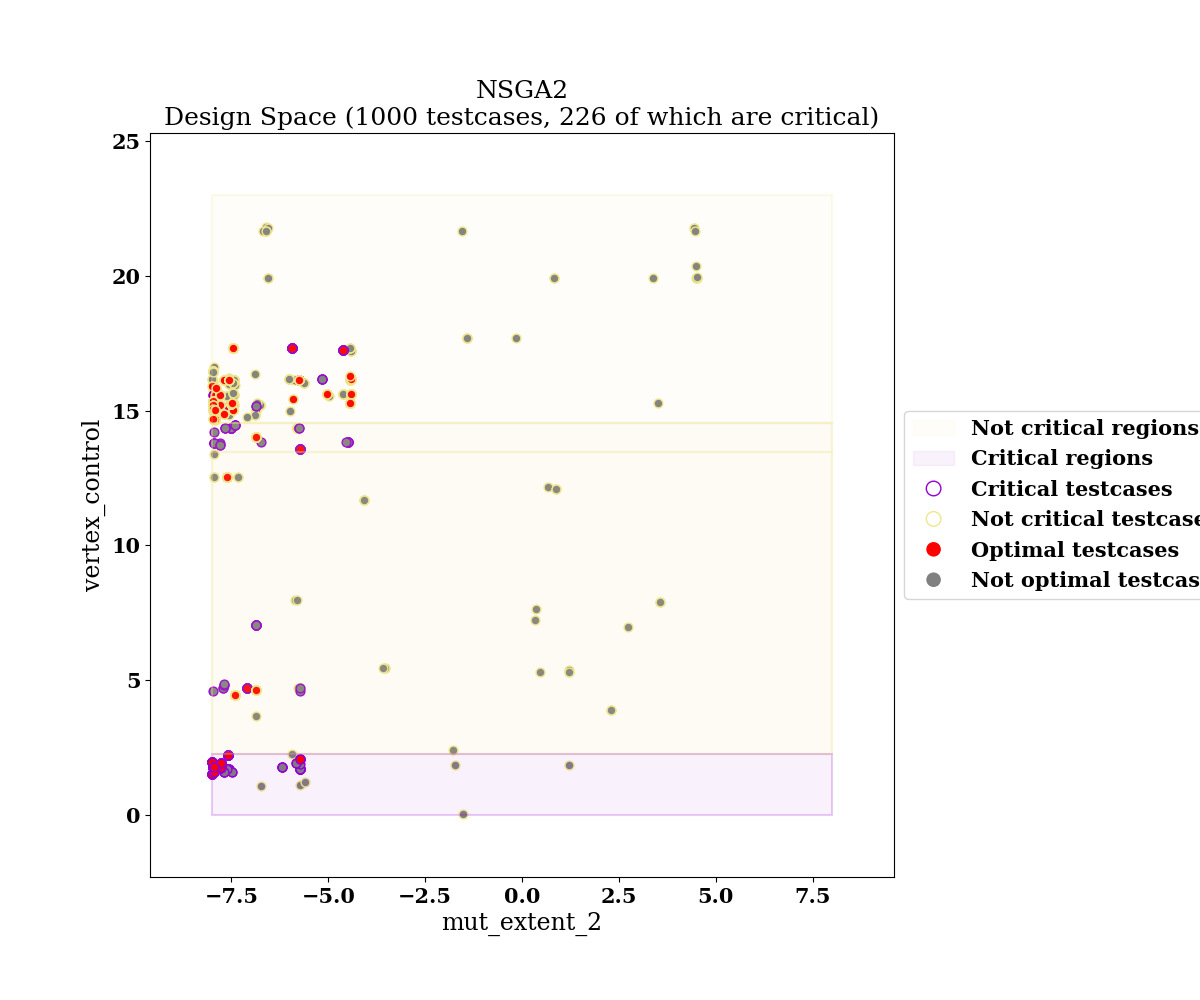 NSGA2
Design Space (1000 testcases, 226 of which are critical)
25
20
15
10
5
0
vertex_control
−7.5 −5.0 −2.5 0.0 2.5 5.0 7.5
mut_extent_2
Not critical regions
Critical regions
Critical testcases
Not critical testcase
Optimal testcases
Not optimal testcas